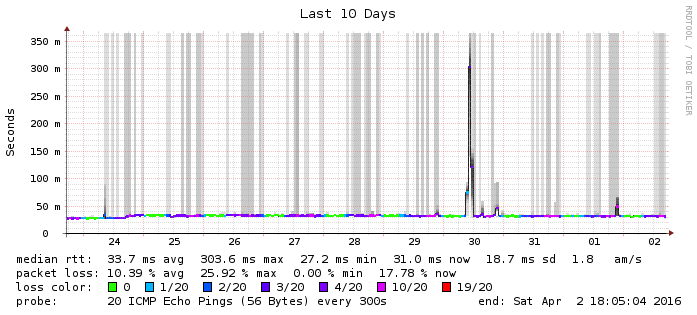 Last 10 Days
RRDTOOL / TOBI OETIKER
Seconds
350 m
300 m
250 m
200 m
150 m
100 m
50 m
0
24 25 26 27 28 29 30 31 01 02
median rtt: 33.7 ms avg 303.6 ms max 27.2 ms min 31.0 ms now 18.7 ms sd 1.8 am/s
packet loss: 10.39 % avg 25.92 % max 0.00 % min 17.78 % now
loss color: 0 1/20 2/20 3/20 4/20 10/20 19/20
probe: 20 ICMP Echo Pings (56 Bytes) every 300s end: Sat Apr 2 18:05:04 2016